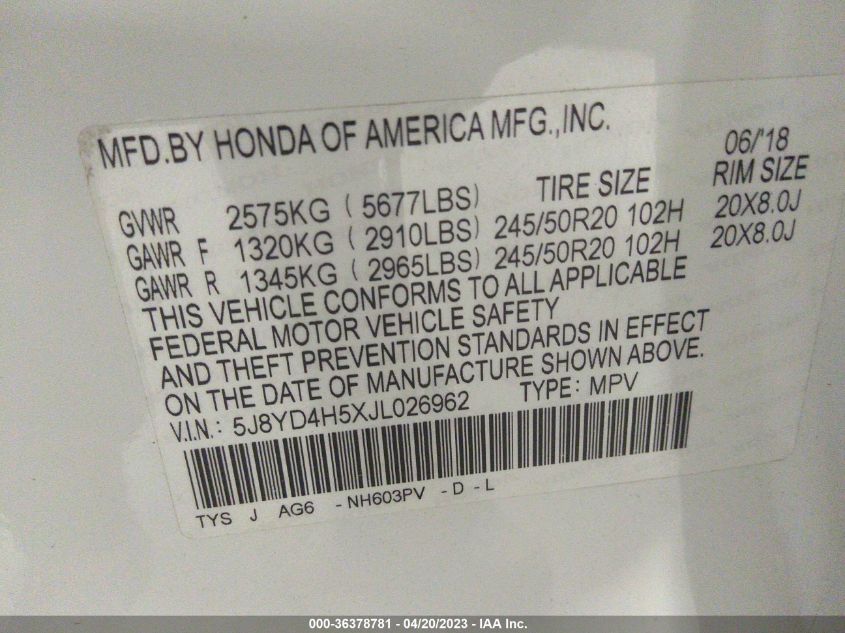 MFD.BY HONDA OF AMERICA MFG.,INC.
06/'18
TIRE SIZE RIM SIZE
GVWR 2575KG ( 5677LBS)
GAWR F 1320KG ( 2910LBS) 245/50R20 102H 20X8.0J
GAWR R 1345KG ( 2965LBS) 245/50R20 102H 20X8.0J
THIS VEHICLE CONFORMS TO ALL APPLICABLE
FEDERAL MOTOR VEHICLE SAFETY
AND THEFT PREVENTION STANDARDS IN EFFECT
ON THE DATE OF MANUFACTURE SHOWN ABOVE.
V.I.N.: 5J8YD4H5XJL026962 TYPE: MPV
TYS J AG6 -NH603PV -D-L
000-36378781 - 04/20/2023 - IAA Inc.